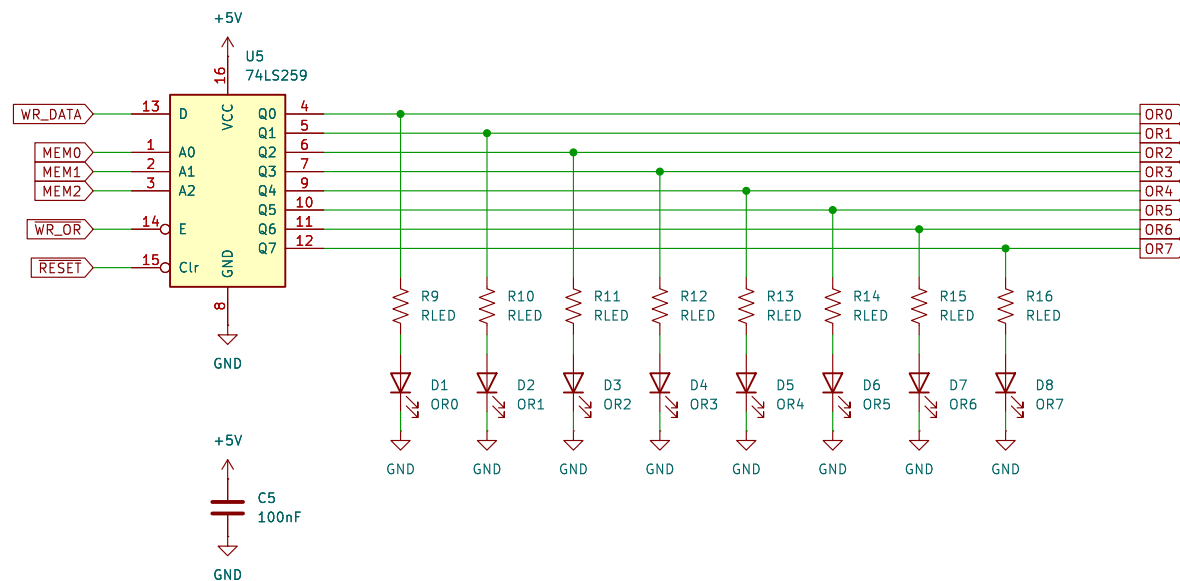 +5V
U5
74LS259
16
VCC
WR_DATA 13 D Q0 4 OR0
Q1 5 OR1
MEM0 1 A0 Q2 6 OR2
MEM1 2 A1 Q3 7 OR3
MEM2 3 A2 Q4 9 OR4
Q5 10 OR5
WR_OR 14 E Q6 11 OR6
Q7 12 OR7
RESET 15 Clr
GND
8
GND
R9 R10 R11 R12 R13 R14 R15 R16
RLED RLED RLED RLED RLED RLED RLED RLED
D1 D2 D3 D4 D5 D6 D7 D8
OR0 OR1 OR2 OR3 OR4 OR5 OR6 OR7
GND GND GND GND GND GND GND GND
+5V
C5
100nF
GND